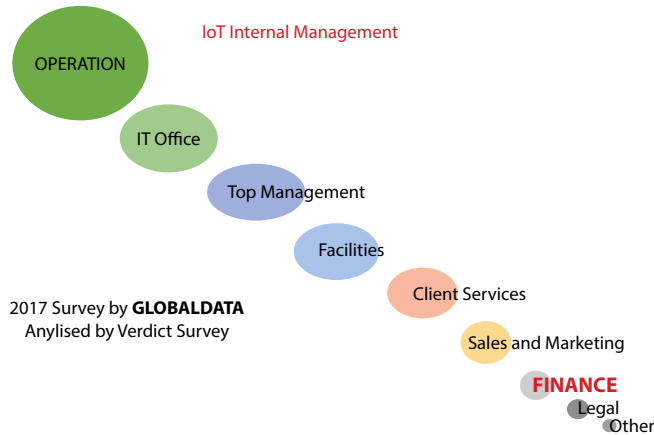 IoT Internal Management
OPERATION
IT Office
Top Management
Facilities
Client Services
2017 Survey by GLOBALDATA
Anylised by Verdict Survey
Sales and Marketing
FINANCE
Legal
Other